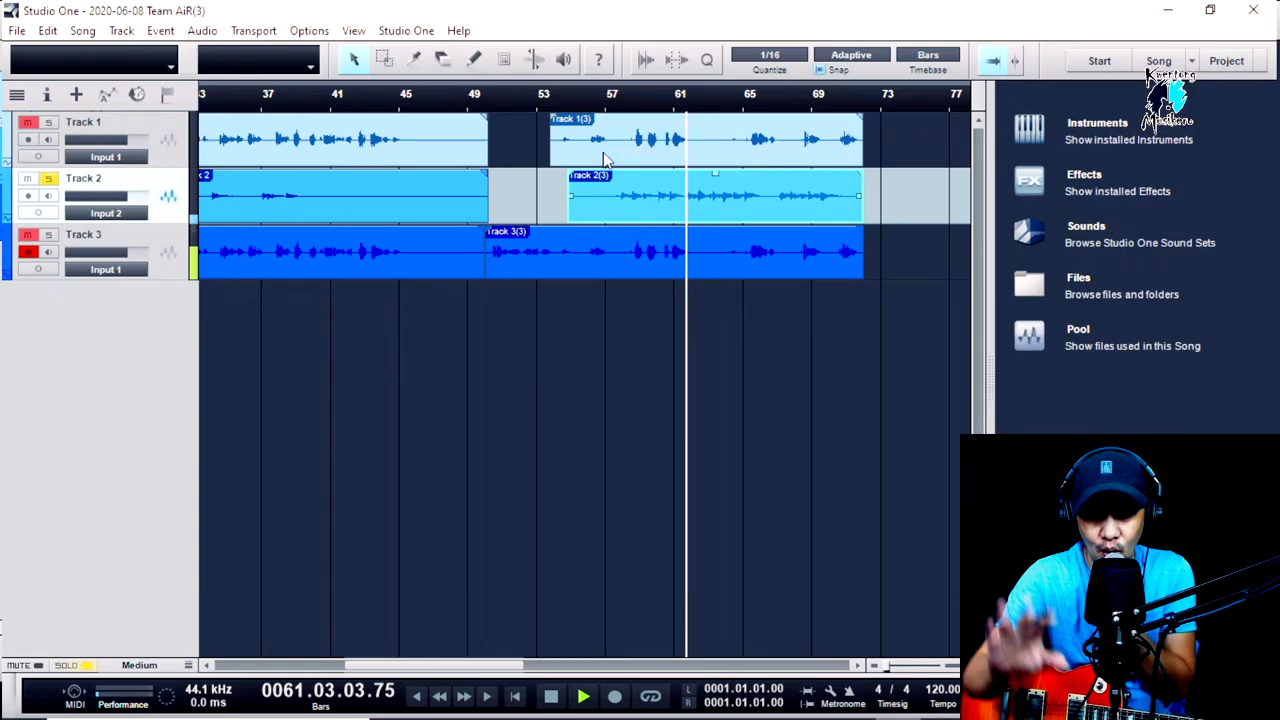 Studio One - 2020-06-08 Team AiR(3)
File Edit Song Track Event Audio Transport Options View Studio One Help
? 1/16 Adaptive Bars Start Song Project
Quantize Snap Timebase
Kwertong
Musikero
37 41 45 49 53 57 61 65 69 73 77
M S Track 1
Input 1
Track 1(3)
M S Track 2
Input 2
Track 2(3)
M S Track 3
Input 1
Track 3(3)
Instruments
Show installed Instruments
FX
Effects
Show installed Effects
Sounds
Browse Studio One Sound Sets
Files
Browse files and folders
Pool
Show files used in this Song
MUTE SOLO Medium
MIDI Performance
44.1 kHz
0.0 ms
0061.03.03.75
Bars
L 0001.01.01.00
R 0001.01.01.00
Metronome
4 / 4
Timesig
120.00
Tempo